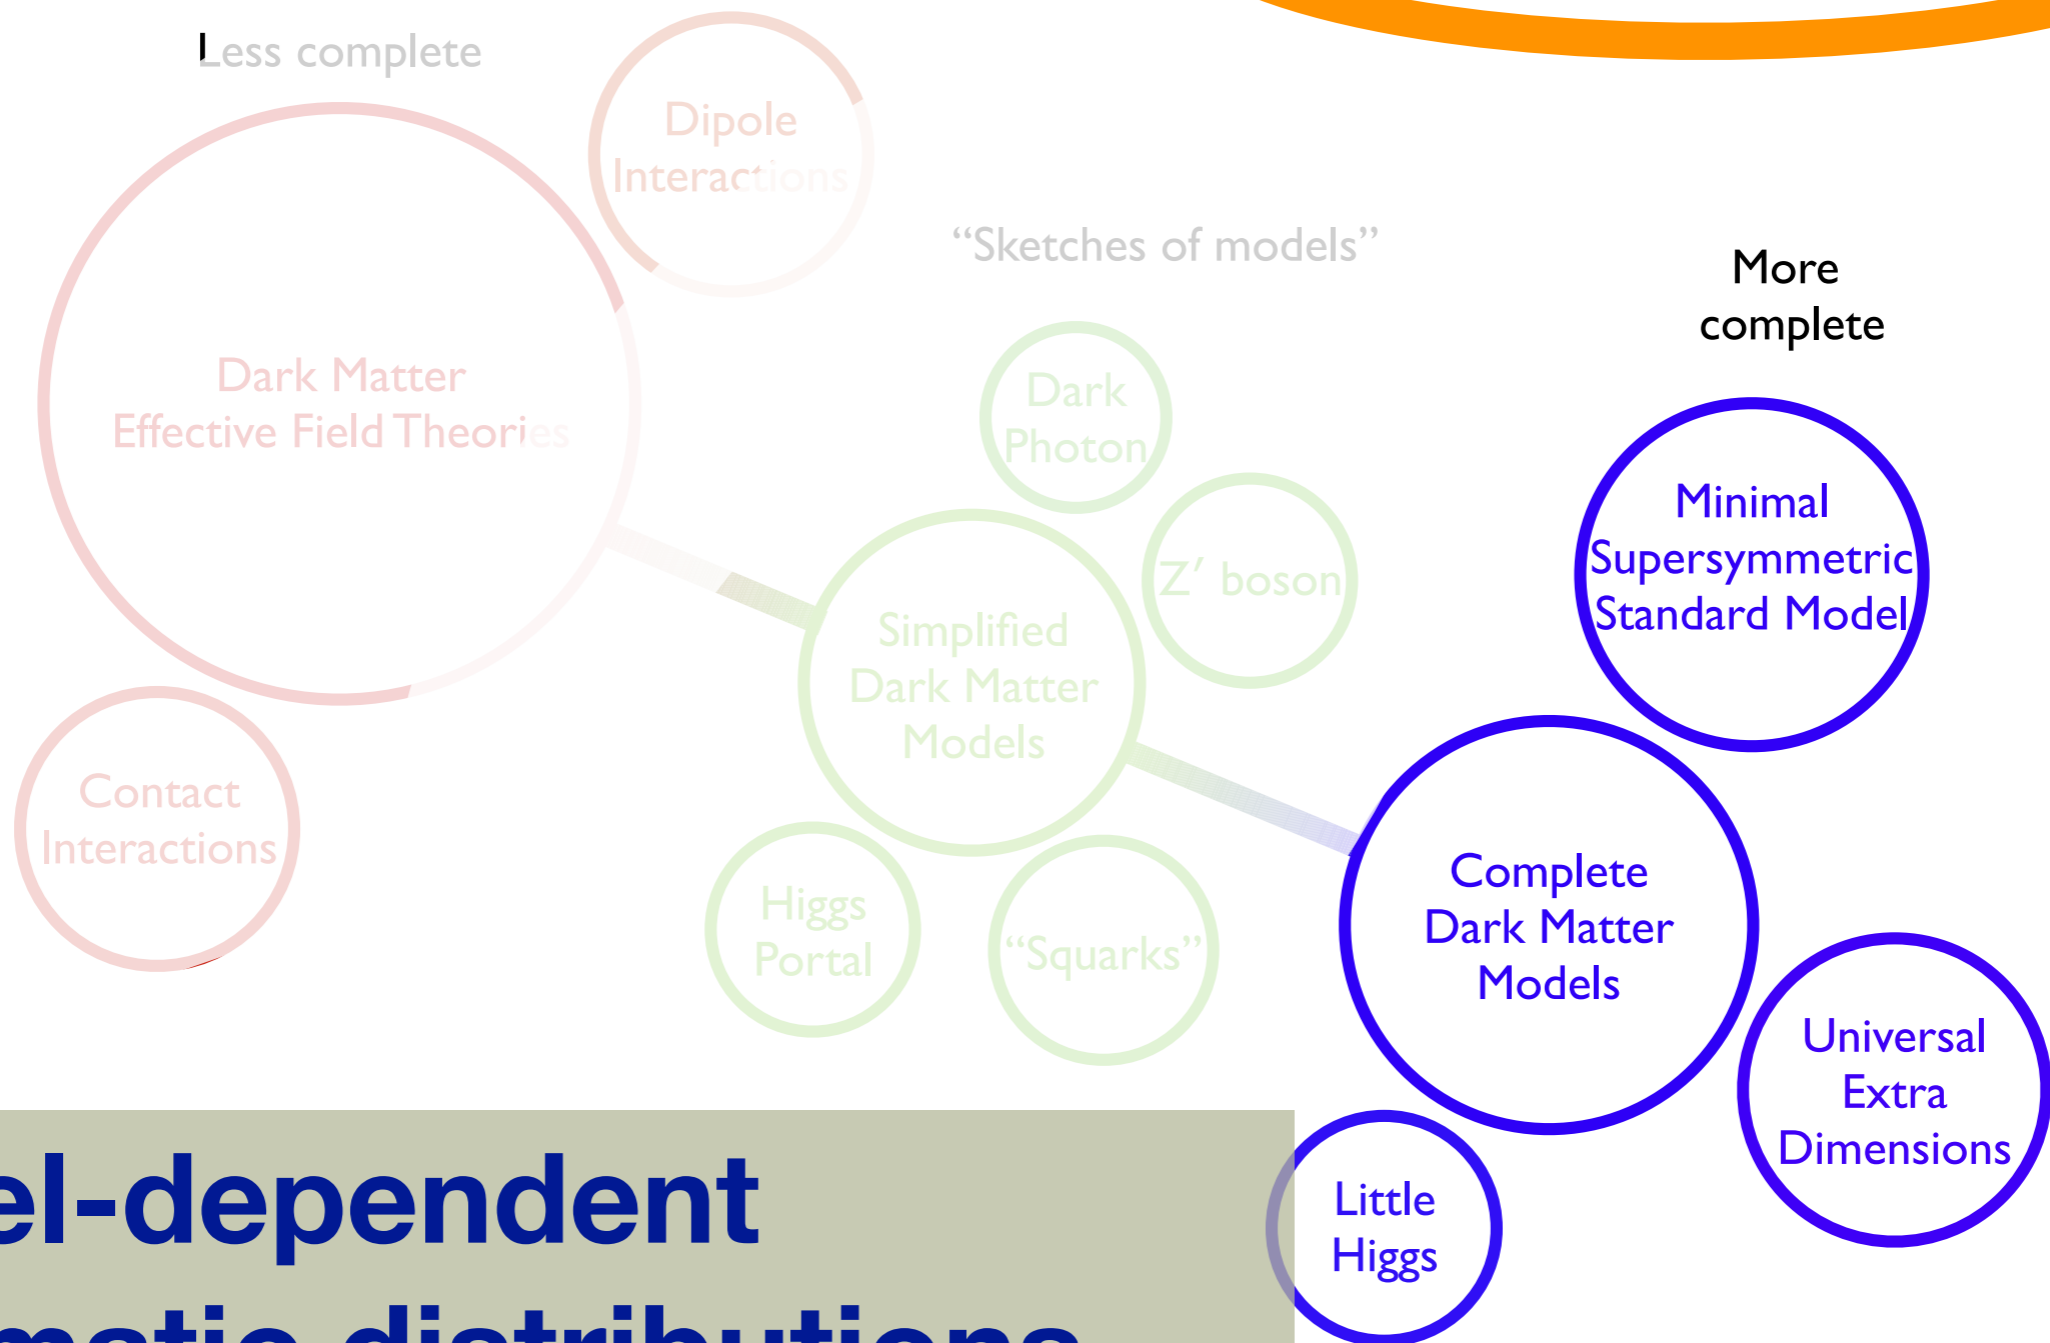 Less complete
Dipole
Interactions
“Sketches of models”
More
complete
Dark Matter
Effective Field Theories
Dark
Photon
Z′ boson
Minimal
Supersymmetric
Standard Model
Simplified
Dark Matter
Models
Contact
Interactions
Higgs
Portal
“Squarks”
Complete
Dark Matter
Models
Universal
Extra
Dimensions
Little
Higgs
el-dependent
matic distributions